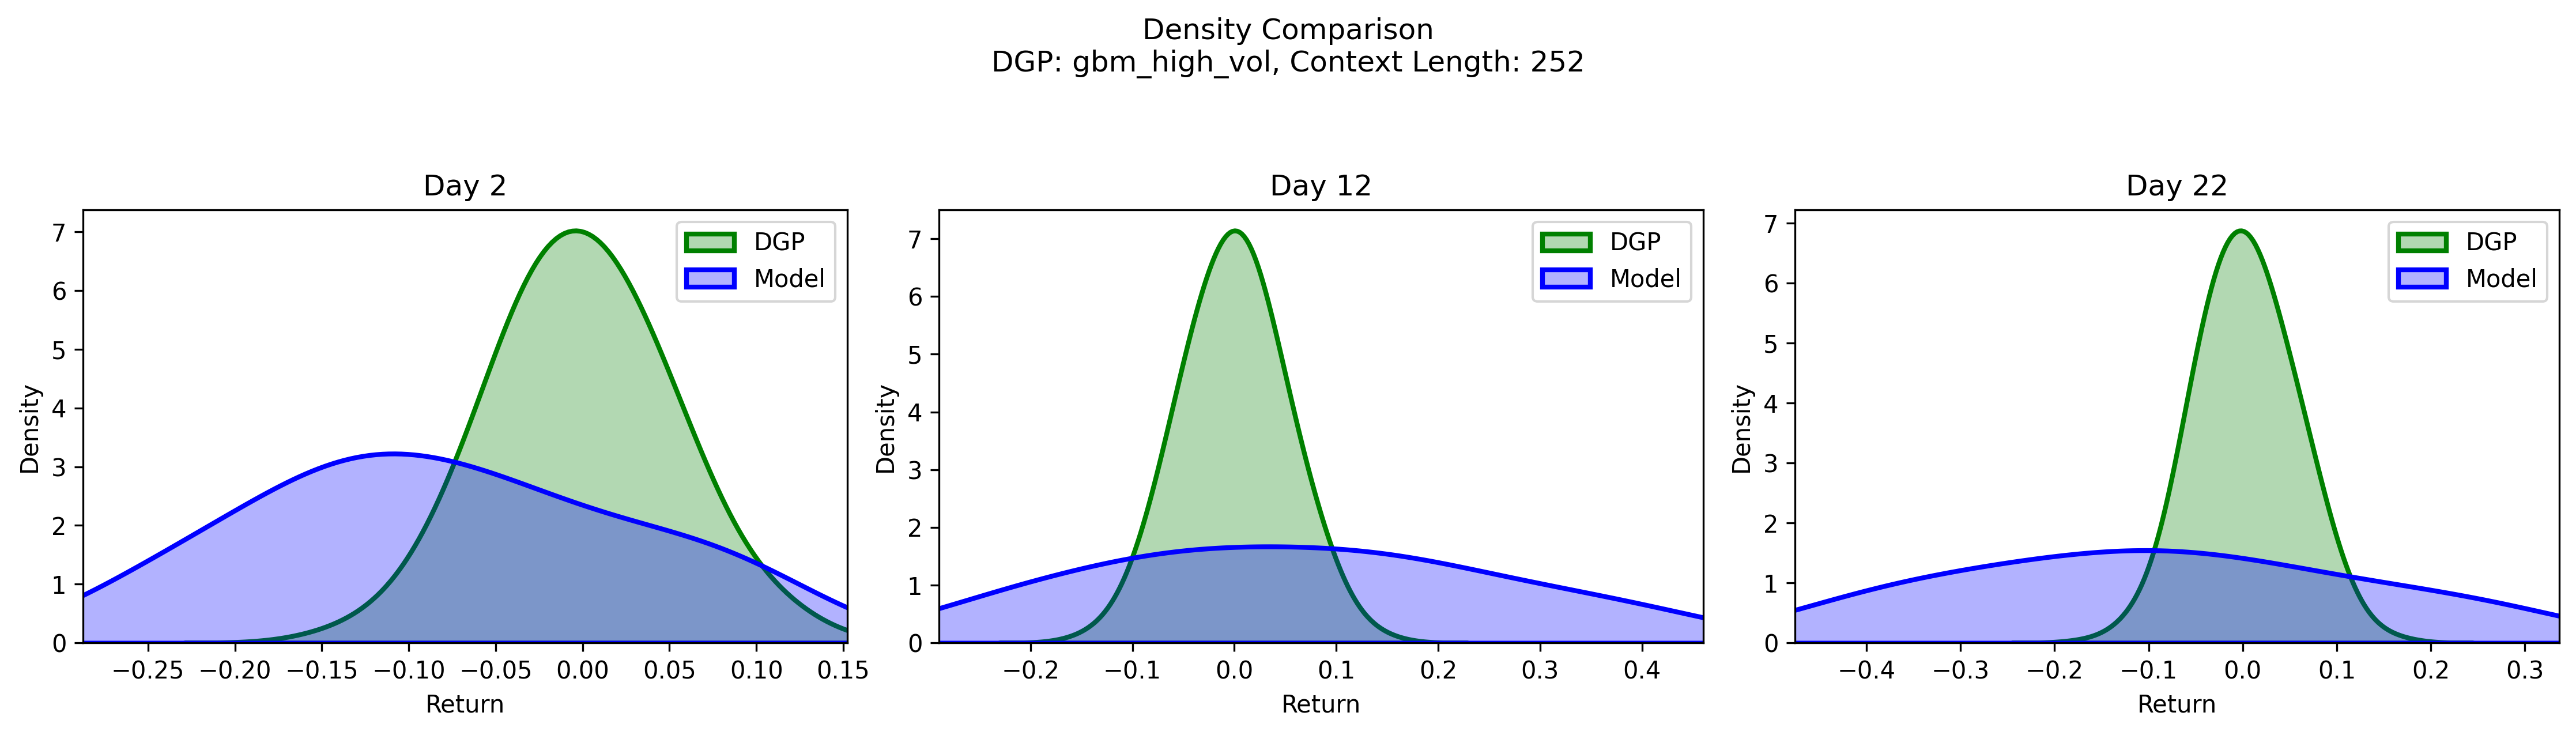 Density Comparison
DGP: gbm_high_vol, Context Length: 252
Day 2
7
6
5
4
3
2
1
0
Density
−0.25 −0.20 −0.15 −0.10 −0.05 0.00 0.05 0.10 0.15
Return
DGP
Model
Day 12
7
6
5
4
3
2
1
0
Density
−0.2 −0.1 0.0 0.1 0.2 0.3 0.4
Return
DGP
Model
Day 22
7
6
5
4
3
2
1
0
Density
−0.4 −0.3 −0.2 −0.1 0.0 0.1 0.2 0.3
Return
DGP
Model